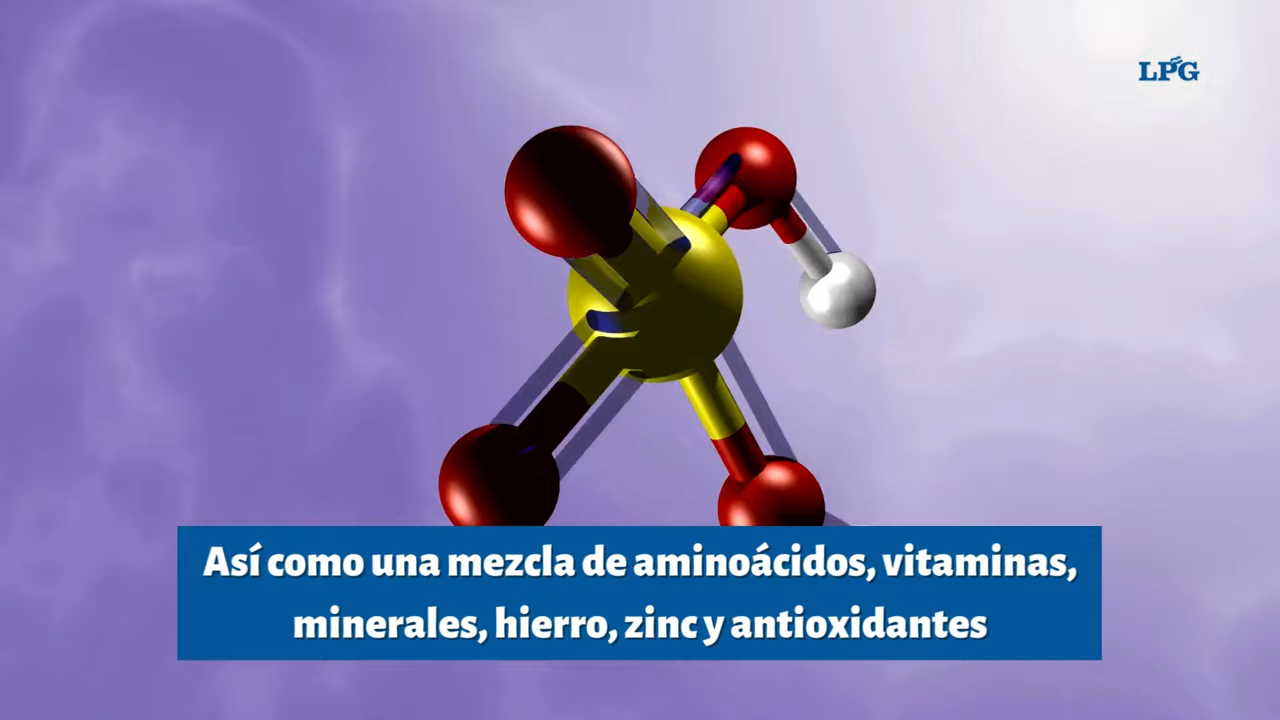 LPG
Así como una mezcla de aminoácidos, vitaminas,
minerales, hierro, zinc y antioxidantes